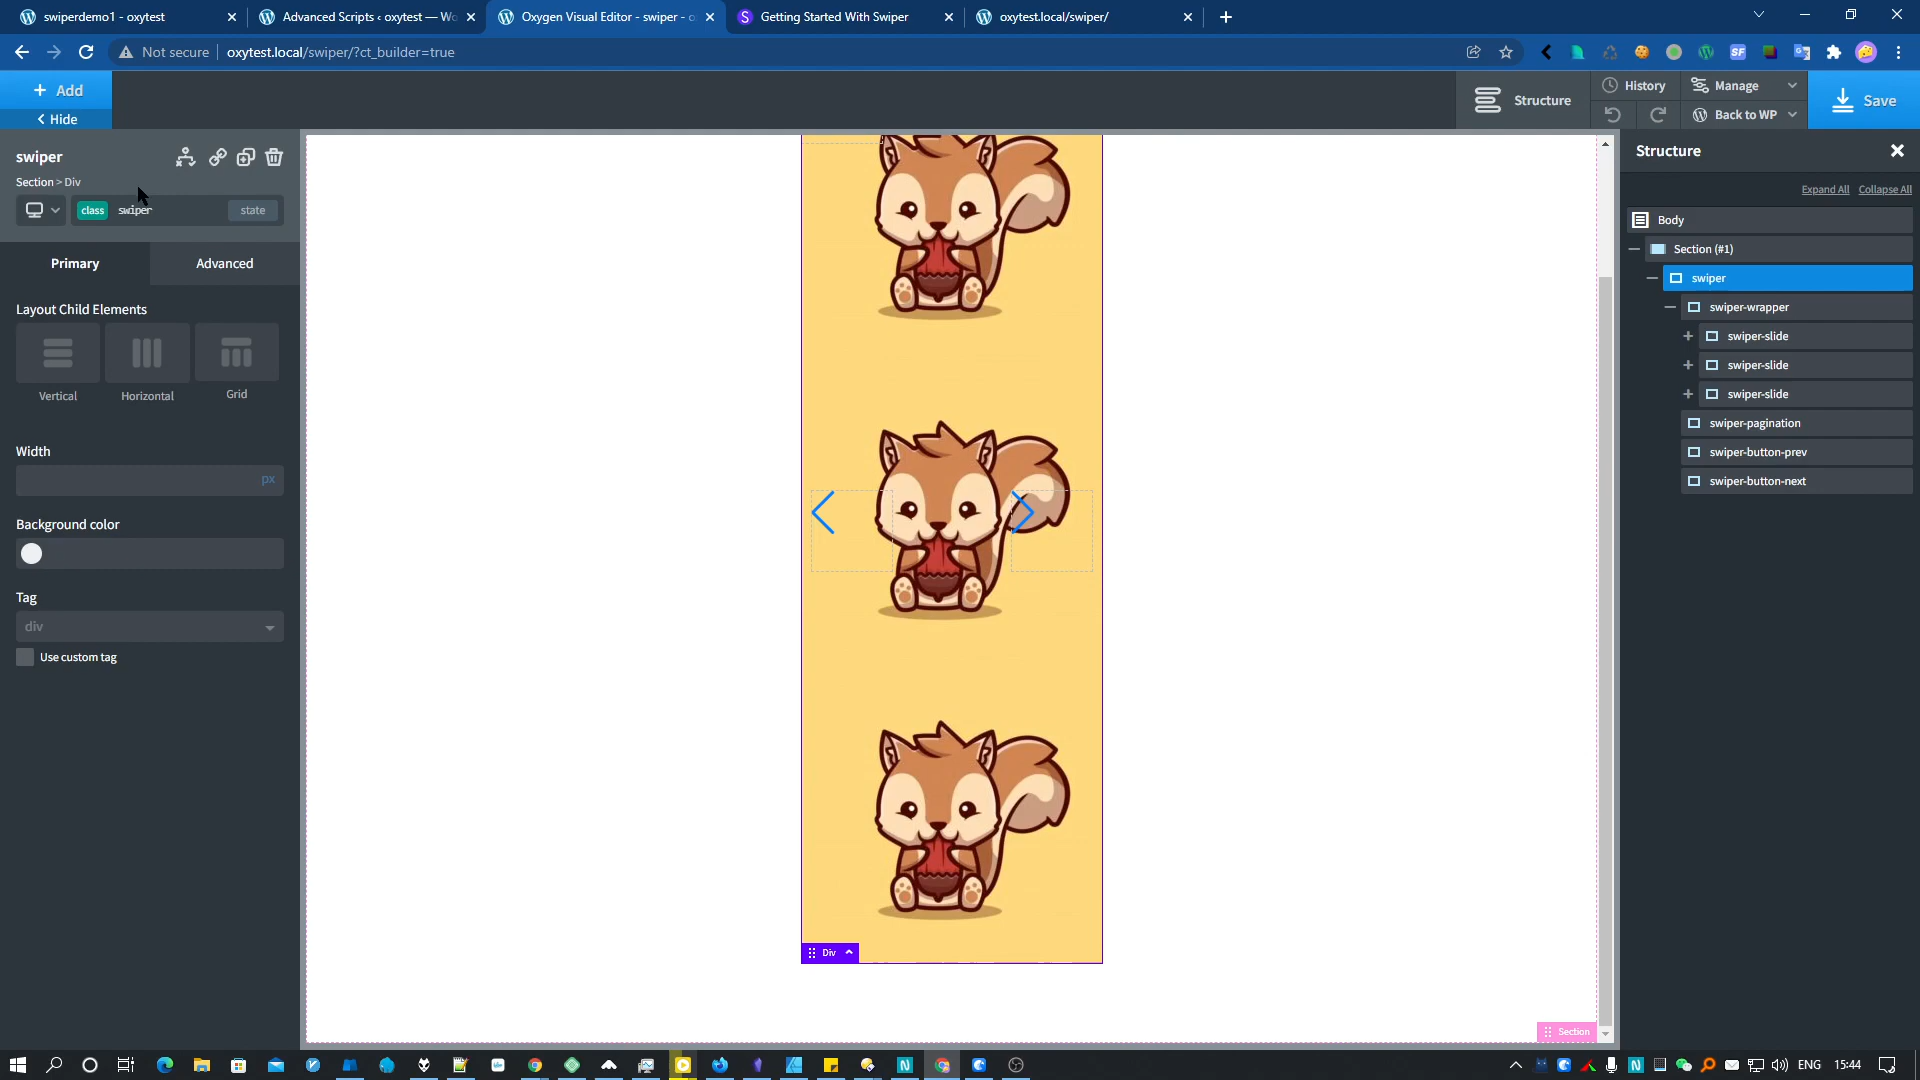 swiperdemo1 - oxytest
Advanced Scripts ‹ oxytest — Wo
Oxygen Visual Editor - swiper - o
Getting Started With Swiper
oxytest.local/swiper/
Not secure
oxytest.local/swiper/?ct_builder=true
SF
+ Add
Hide
Structure
History
Manage
Back to WP
Save
swiper
Section > Div
class swiper state
Primary
Advanced
Layout Child Elements
Vertical
Horizontal
Grid
Width
px
Background color
Tag
div
Use custom tag
Div
Section
Structure
Expand All
Collapse All
Body
Section (#1)
swiper
swiper-wrapper
swiper-slide
swiper-slide
swiper-slide
swiper-pagination
swiper-button-prev
swiper-button-next
ENG
15:44